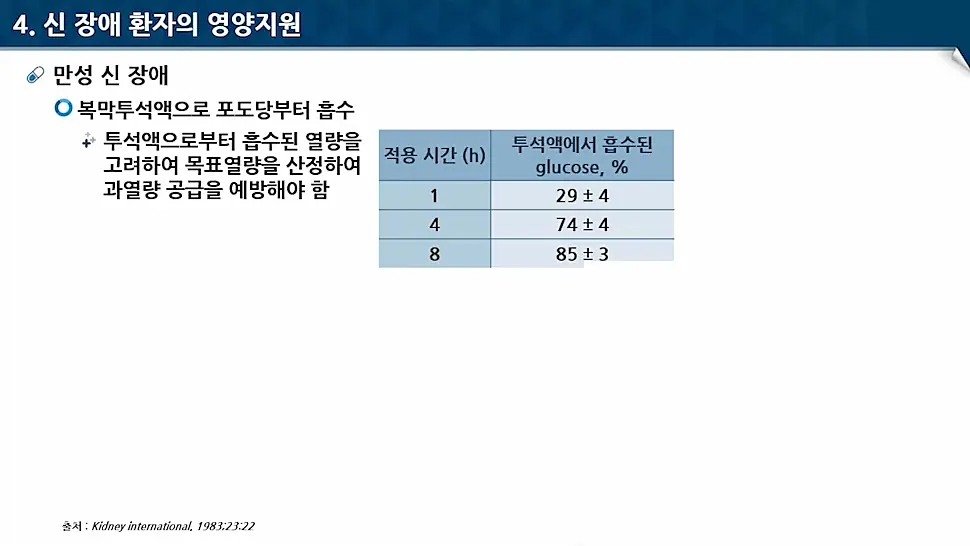 4. 신 장애 환자의 영양지원
만성 신 장애
복막투석액으로 포도당부터 흡수
투석액으로부터 흡수된 열량을
고려하여 목표열량을 산정하여
과열량 공급을 예방해야 함
적용 시간 (h)
투석액에서 흡수된
glucose, %
1
29 ± 4
4
74 ± 4
8
85 ± 3
출처 : Kidney international, 1983;23:22